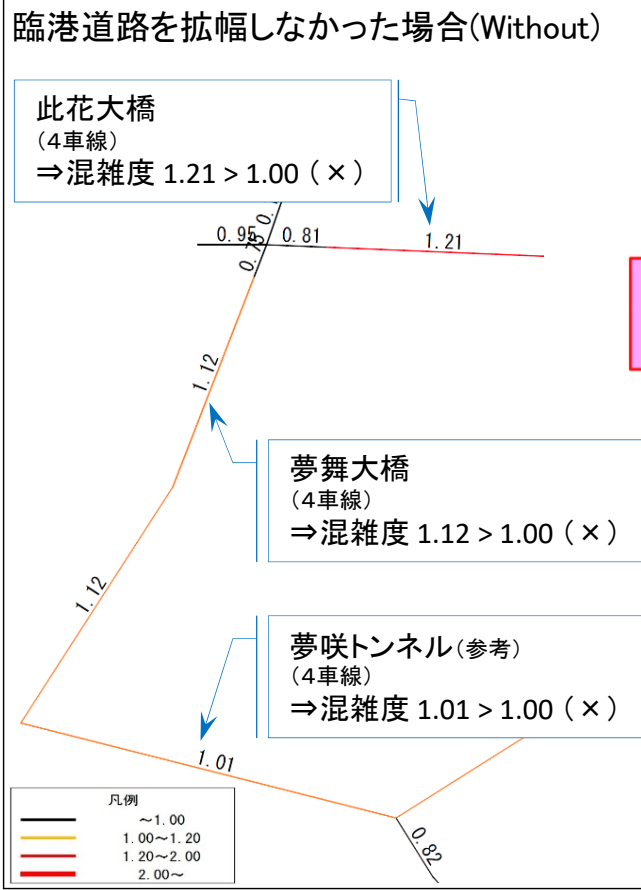 臨港道路を拡幅しなかった場合(Without)
此花大橋
(4車線)
⇒混雑度 1.21 > 1.00 (×)
0.95
0.81
1.21
0.75
1.12
夢舞大橋
(4車線)
⇒混雑度 1.12 > 1.00 (×)
1.12
夢咲トンネル(参考)
(4車線)
⇒混雑度 1.01 > 1.00 (×)
1.01
0.82
凡例
~1.00
1.00~1.20
1.20~2.00
2.00~